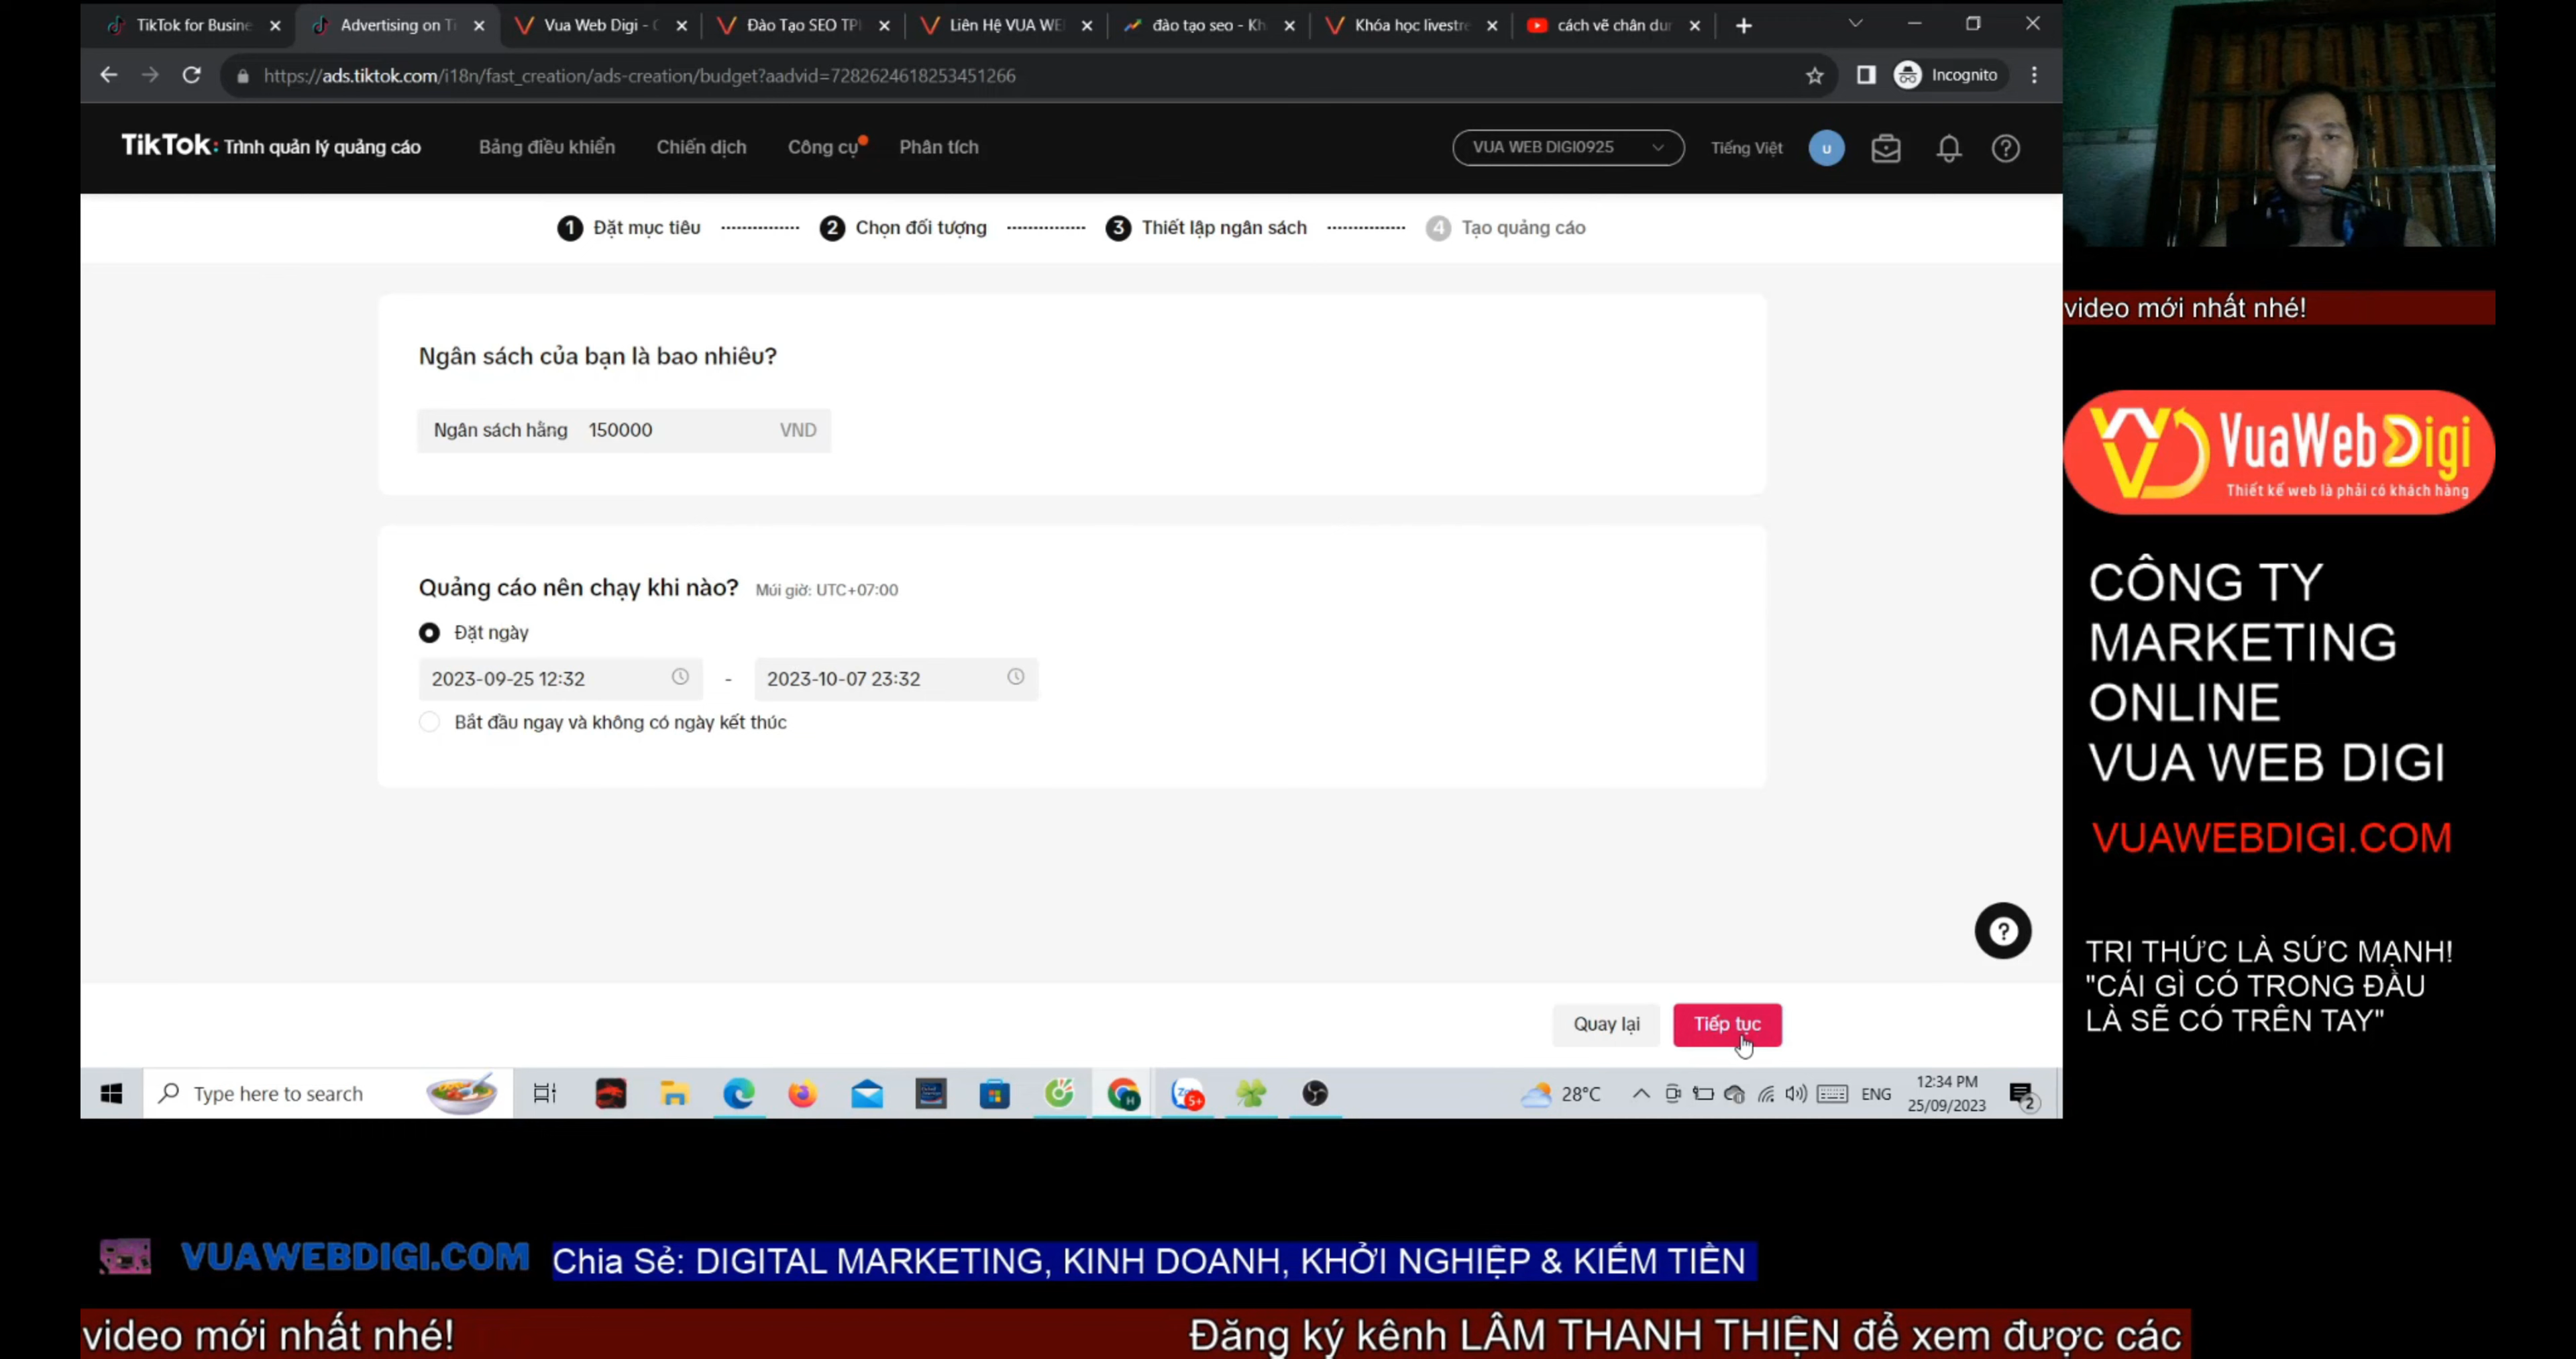 TikTok for Busine
Advertising on Ti
Vua Web Digi - C
Đào Tạo SEO TPH
Liên Hệ VUA WE
đào tạo seo - Kh
Khóa học livestre
cách vẽ chân du
https://ads.tiktok.com/i18n/fast_creation/ads-creation/budget?aadvid=7282624618253451266
Incognito
TikTok: Trình quản lý quảng cáo
Bảng điều khiển
Chiến dịch
Công cụ
Phân tích
VUA WEB DIGI0925
Tiếng Việt
u
1 Đặt mục tiêu
2 Chọn đối tượng
3 Thiết lập ngân sách
4 Tạo quảng cáo
Ngân sách của bạn là bao nhiêu?
Ngân sách hằng 150000 VND
Quảng cáo nên chạy khi nào? Múi giờ: UTC+07:00
Đặt ngày
2023-09-25 12:32 - 2023-10-07 23:32
Bắt đầu ngay và không có ngày kết thúc
?
Quay lại
Tiếp tục
Type here to search
28°C
ENG
12:34 PM
25/09/2023
2
video mới nhất nhé!
VuaWebDigi
Thiết kế web là phải có khách hàng
CÔNG TY
MARKETING
ONLINE
VUA WEB DIGI
VUAWEBDIGI.COM
TRI THỨC LÀ SỨC MẠNH!
"CÁI GÌ CÓ TRONG ĐẦU
LÀ SẼ CÓ TRÊN TAY"
VUAWEBDIGI.COM
Chia Sẻ: DIGITAL MARKETING, KINH DOANH, KHỞI NGHIỆP & KIẾM TIỀN
video mới nhất nhé!
Đăng ký kênh LÂM THANH THIỆN để xem được các